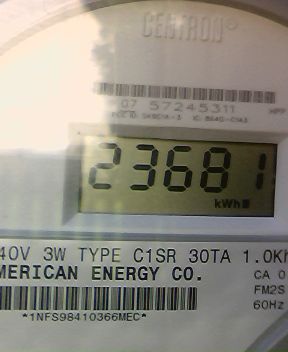 CENTRON®
07 57245311
23681
kWh
40V 3W TYPE C1SR 30TA 1.0Kh
MERICAN ENERGY CO.
CA 0
FM2S
60Hz
*1NFS98410366MEC*